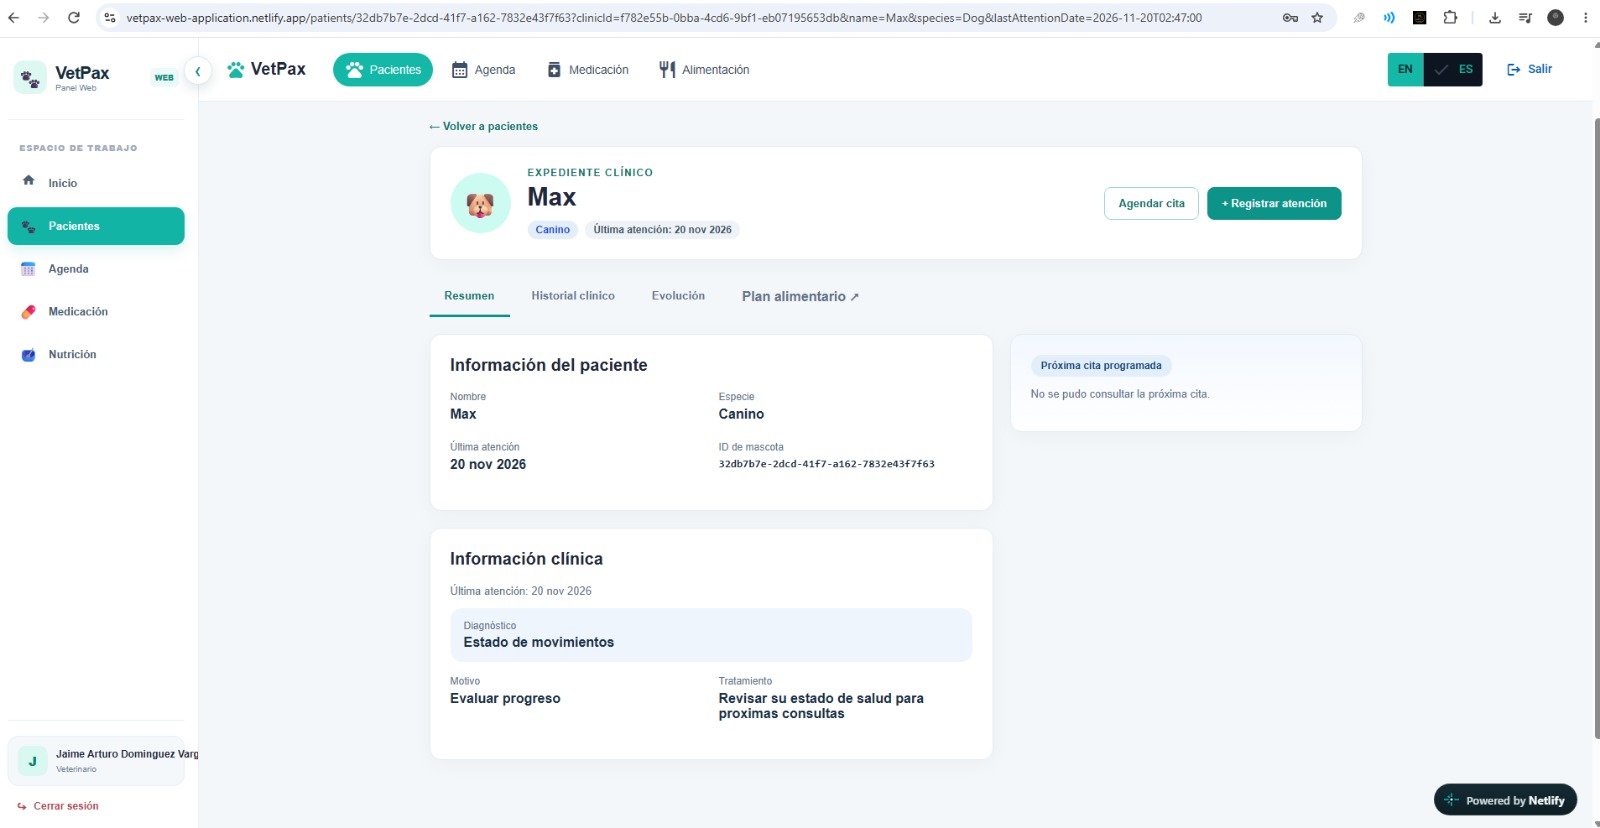 vetpax-web-application.netlify.app/patients/32db7b7e-2dcd-41f7-a162-7832e43f7f63?clinicId=f782e55b-0bba-4cd6-9bf1-eb07195653db&name=Max&species=Dog&lastAttentionDate=2026-11-20T02:47:00
VetPax
Panel Web
WEB
VetPax
Pacientes
Agenda
Medicación
Alimentación
EN
ES
Salir
ESPACIO DE TRABAJO
Inicio
Pacientes
Agenda
Medicación
Nutrición
← Volver a pacientes
EXPEDIENTE CLÍNICO
Max
Canino
Última atención: 20 nov 2026
Agendar cita
+ Registrar atención
Resumen
Historial clínico
Evolución
Plan alimentario ↗
Información del paciente
Nombre
Max
Especie
Canino
Última atención
20 nov 2026
ID de mascota
32db7b7e-2dcd-41f7-a162-7832e43f7f63
Próxima cita programada
No se pudo consultar la próxima cita.
Información clínica
Última atención: 20 nov 2026
Diagnóstico
Estado de movimientos
Motivo
Evaluar progreso
Tratamiento
Revisar su estado de salud para
proximas consultas
J
Jaime Arturo Dominguez Varg
Veterinario
Cerrar sesión
Powered by Netlify